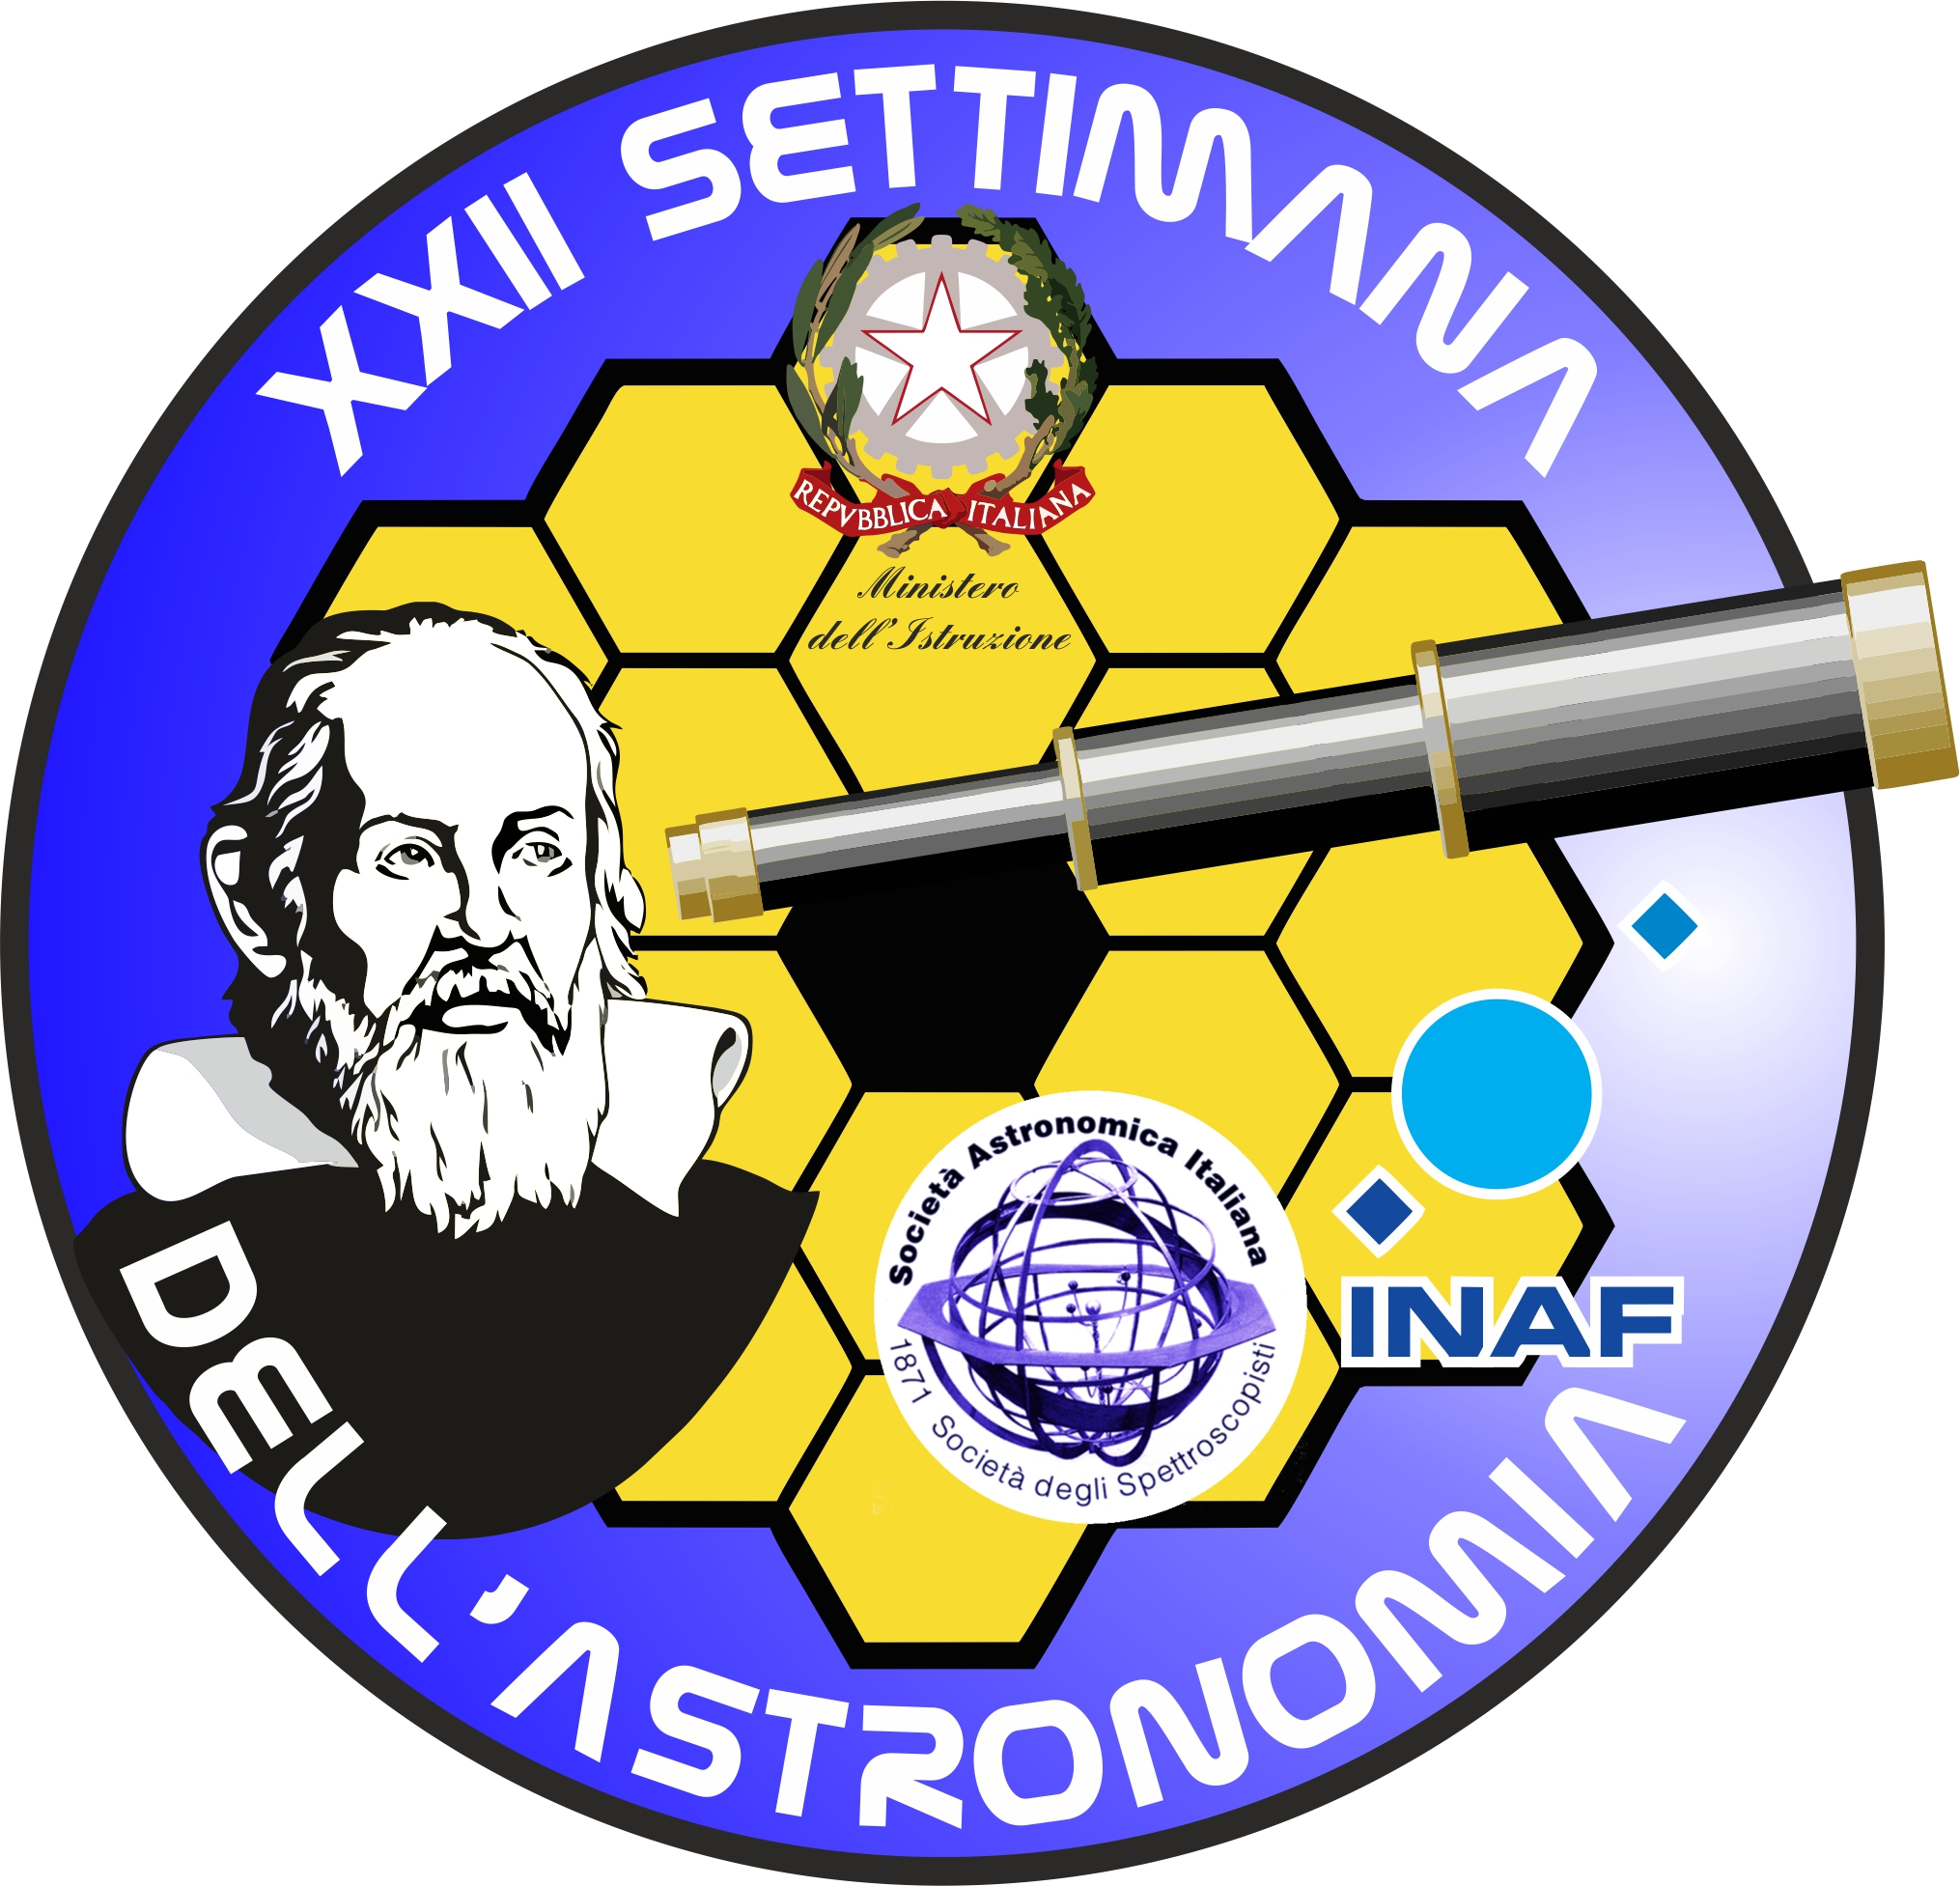 XXII SETTIMANA
REPVBBLICA ITALIANA
Ministero
dell'Istruzione
Società Astronomica Italiana
1871 Società degli Spettroscopisti
INAF
DELL'ASTRONOMIA